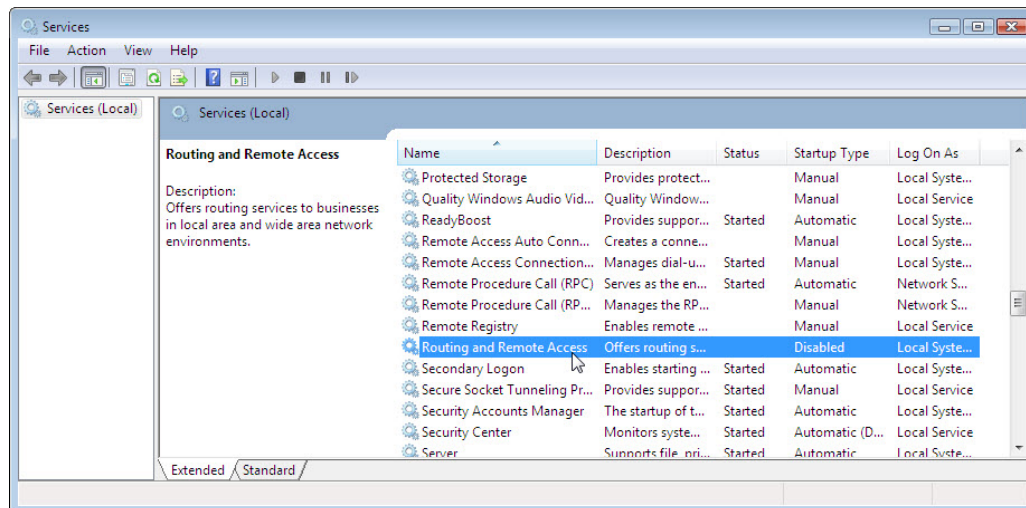 Services
File Action View Help
Services (Local)
Services (Local)
Routing and Remote Access
Description:
Offers routing services to businesses
in local area and wide area network
environments.
Name Description Status Startup Type Log On As
Protected Storage Provides protect... Manual Local Syste...
Quality Windows Audio Vid... Quality Window... Manual Local Service
ReadyBoost Provides suppor... Started Automatic Local Syste...
Remote Access Auto Conn... Creates a conne... Manual Local Syste...
Remote Access Connection... Manages dial-u... Started Manual Local Syste...
Remote Procedure Call (RPC) Serves as the en... Started Automatic Network S...
Remote Procedure Call (RP... Manages the RP... Manual Network S...
Remote Registry Enables remote ... Manual Local Service
Routing and Remote Access Offers routing s... Disabled Local Syste...
Secondary Logon Enables starting ... Started Automatic Local Syste...
Secure Socket Tunneling Pr... Provides suppor... Started Manual Local Service
Security Accounts Manager The startup of t... Started Automatic Local Syste...
Security Center Monitors syste... Started Automatic (D... Local Service
Server Supports file, pri... Started Automatic Local Syste...
Extended Standard